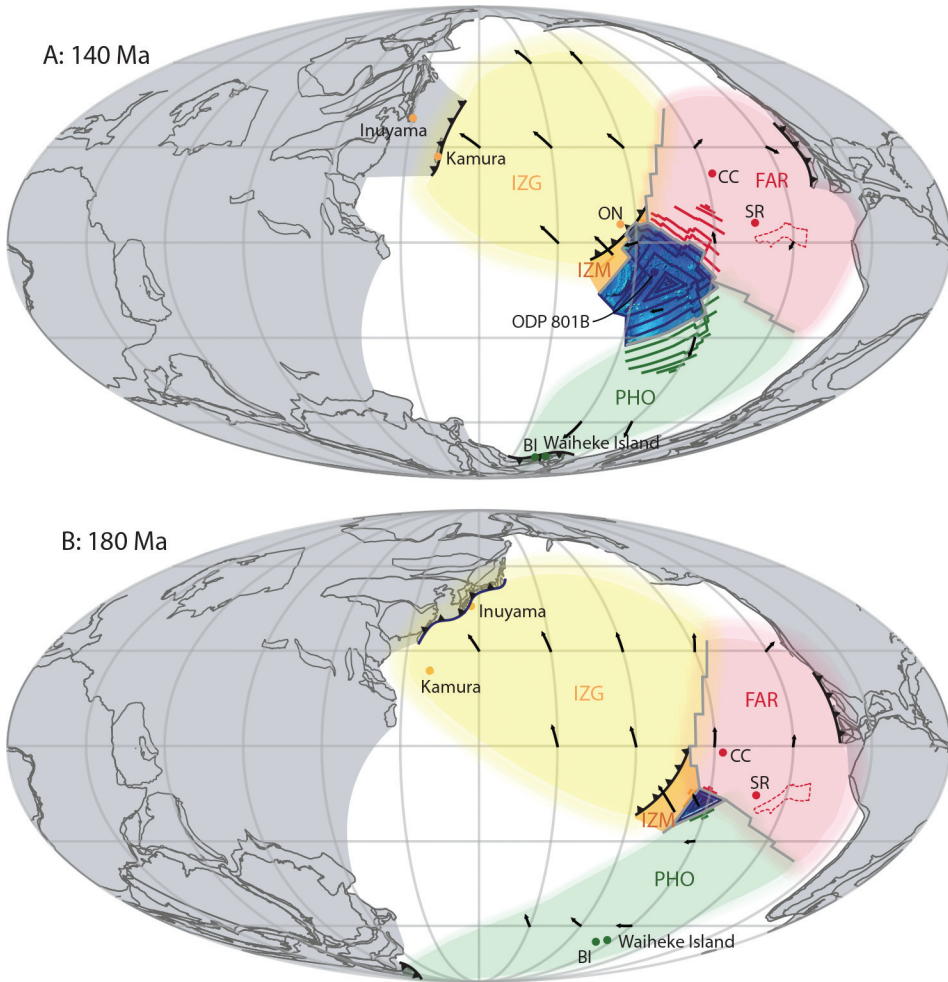 A: 140 Ma
Inuyama
Kamura
IZG
CC
FAR
ON
SR
IZM
ODP 801B
PHO
BI
Waiheke Island
B: 180 Ma
Inuyama
Kamura
IZG
FAR
CC
SR
IZM
PHO
Waiheke Island
BI